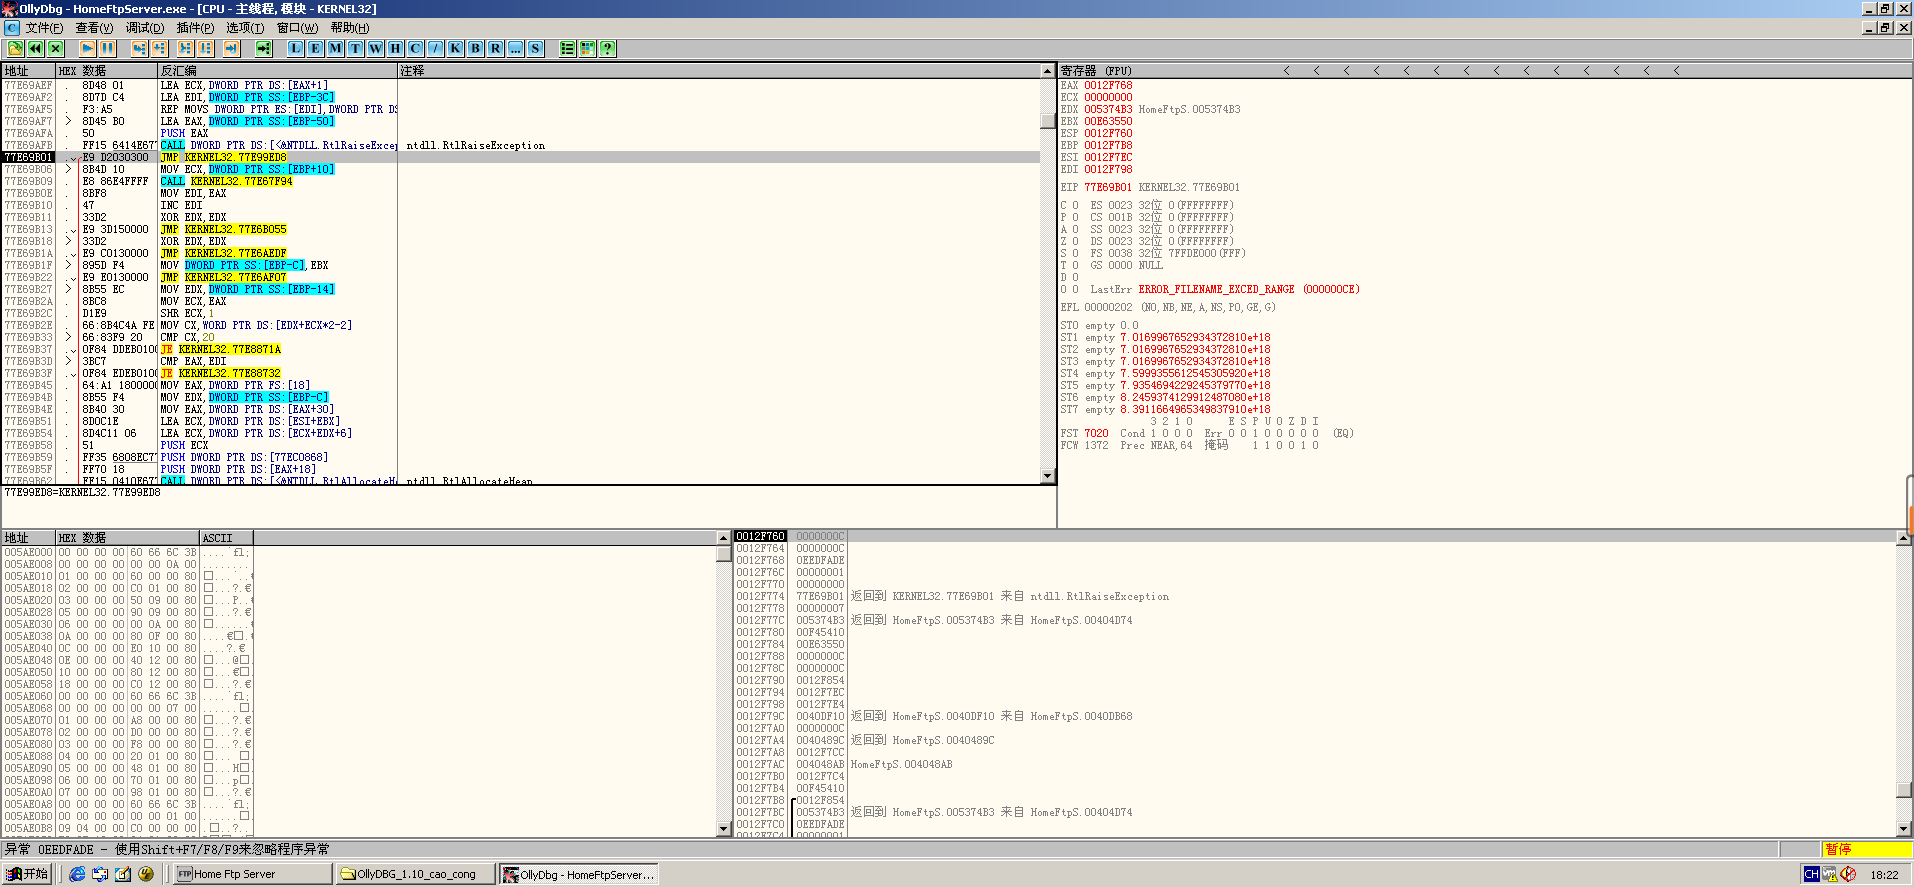 OllyDbg - HomeFtpServer.exe - [CPU - 主线程, 模块 - KERNEL32]
文件(F) 查看(V) 调试(D) 插件(P) 选项(T) 窗口(W) 帮助(H)
L E M T W H C / K B R ... S
地址 HEX 数据 反汇编 注释
77E69AEF . 8D48 01 LEA ECX,DWORD PTR DS:[EAX+1]
77E69AF2 . 8D7D C4 LEA EDI,DWORD PTR SS:[EBP-3C]
77E69AF5 . F3:A5 REP MOVS DWORD PTR ES:[EDI],DWORD PTR DS
77E69AF7 > 8D45 B0 LEA EAX,DWORD PTR SS:[EBP-50]
77E69AFA . 50 PUSH EAX
77E69AFB . FF15 6414E677 CALL DWORD PTR DS:[<&NTDLL.RtlRaiseExcep ntdll.RtlRaiseException
77E69B01 . E9 D2030300 JMP KERNEL32.77E99ED8
77E69B06 > 8B4D 10 MOV ECX,DWORD PTR SS:[EBP+10]
77E69B09 . E8 86E4FFFF CALL KERNEL32.77E67F94
77E69B0E . 8BF8 MOV EDI,EAX
77E69B10 . 47 INC EDI
77E69B11 . 33D2 XOR EDX,EDX
77E69B13 . E9 3D150000 JMP KERNEL32.77E6B055
77E69B18 > 33D2 XOR EDX,EDX
77E69B1A . E9 C0130000 JMP KERNEL32.77E6AEDF
77E69B1F > 895D F4 MOV DWORD PTR SS:[EBP-C],EBX
77E69B22 . E9 E0130000 JMP KERNEL32.77E6AF07
77E69B27 > 8B55 EC MOV EDX,DWORD PTR SS:[EBP-14]
77E69B2A . 8BC8 MOV ECX,EAX
77E69B2C . D1E9 SHR ECX,1
77E69B2E . 66:8B4C4A FE MOV CX,WORD PTR DS:[EDX+ECX*2-2]
77E69B33 > 66:83F9 20 CMP CX,20
77E69B37 . 0F84 DDEB0100 JE KERNEL32.77E8871A
77E69B3D > 3BC7 CMP EAX,EDI
77E69B3F . 0F84 EDEB0100 JE KERNEL32.77E88732
77E69B45 . 64:A1 18000000 MOV EAX,DWORD PTR FS:[18]
77E69B4B . 8B55 F4 MOV EDX,DWORD PTR SS:[EBP-C]
77E69B4E . 8B40 30 MOV EAX,DWORD PTR DS:[EAX+30]
77E69B51 . 8D0C1E LEA ECX,DWORD PTR DS:[ESI+EBX]
77E69B54 . 8D4C11 06 LEA ECX,DWORD PTR DS:[ECX+EDX+6]
77E69B58 . 51 PUSH ECX
77E69B59 . FF35 6808EC77 PUSH DWORD PTR DS:[77EC0868]
77E69B5F . FF70 18 PUSH DWORD PTR DS:[EAX+18]
77E69B62 . FF15 0410E677 CALL DWORD PTR DS:[<&NTDLL.RtlAllocateHe ntdll.RtlAllocateHeap
77E99ED8=KERNEL32.77E99ED8
寄存器 (FPU) < < < < < < < < < < < < < <
EAX 0012F768
ECX 00000000
EDX 005374B3 HomeFtpS.005374B3
EBX 00E63550
ESP 0012F760
EBP 0012F7B8
ESI 0012F7EC
EDI 0012F798
EIP 77E69B01 KERNEL32.77E69B01
C 0 ES 0023 32位 0(FFFFFFFF)
P 0 CS 001B 32位 0(FFFFFFFF)
A 0 SS 0023 32位 0(FFFFFFFF)
Z 0 DS 0023 32位 0(FFFFFFFF)
S 0 FS 0038 32位 7FFDE000(FFF)
T 0 GS 0000 NULL
D 0
O 0 LastErr ERROR_FILENAME_EXCED_RANGE (000000CE)
EFL 00000202 (NO,NB,NE,A,NS,PO,GE,G)
ST0 empty 0.0
ST1 empty 7.0169967652934372810e+18
ST2 empty 7.0169967652934372810e+18
ST3 empty 7.0169967652934372810e+18
ST4 empty 7.5999355612545305920e+18
ST5 empty 7.9354694229245379770e+18
ST6 empty 8.2459374129912487080e+18
ST7 empty 8.3911664965349837910e+18
3 2 1 0 E S P U O Z D I
FST 7020 Cond 1 0 0 0 Err 0 0 1 0 0 0 0 0 (EQ)
FCW 1372 Prec NEAR,64 掩码 1 1 0 0 1 0
地址 HEX 数据 ASCII
005AE000 00 00 00 00 60 66 6C 3B ....`fl;
005AE008 00 00 00 00 00 00 0A 00 ........
005AE010 01 00 00 00 60 00 00 80
005AE018 02 00 00 00 C0 01 00 80
005AE020 03 00 00 00 50 09 00 80
005AE028 05 00 00 00 90 09 00 80
005AE030 06 00 00 00 00 0A 00 80
005AE038 0A 00 00 00 80 0F 00 80
005AE040 0C 00 00 00 E0 10 00 80
005AE048 0E 00 00 00 40 12 00 80
005AE050 10 00 00 00 80 12 00 80
005AE058 18 00 00 00 C0 12 00 80
005AE060 00 00 00 00 60 66 6C 3B ....`fl;
005AE068 00 00 00 00 00 00 07 00
005AE070 01 00 00 00 A8 00 00 80
005AE078 02 00 00 00 D0 00 00 80
005AE080 03 00 00 00 F8 00 00 80
005AE088 04 00 00 00 20 01 00 80
005AE090 05 00 00 00 48 01 00 80
005AE098 06 00 00 00 70 01 00 80
005AE0A0 07 00 00 00 98 01 00 80
005AE0A8 00 00 00 00 60 66 6C 3B ....`fl;
005AE0B0 00 00 00 00 00 00 01 00
005AE0B8 09 04 00 00 C0 00 00 00
0012F760 0000000C
0012F764 0000000C
0012F768 0EEDFADE
0012F76C 00000001
0012F770 00000000
0012F774 77E69B01 返回到 KERNEL32.77E69B01 来自 ntdll.RtlRaiseException
0012F778 00000007
0012F77C 005374B3 返回到 HomeFtpS.005374B3 来自 HomeFtpS.00404D74
0012F780 00F45410
0012F784 00E63550
0012F788 0000000C
0012F78C 0000000C
0012F790 0012F854
0012F794 0012F7EC
0012F798 0012F7E4
0012F79C 0040DF10 返回到 HomeFtpS.0040DF10 来自 HomeFtpS.0040DB68
0012F7A0 0000000C
0012F7A4 0040489C 返回到 HomeFtpS.0040489C
0012F7A8 0012F7CC
0012F7AC 004048AB HomeFtpS.004048AB
0012F7B0 0012F7C4
0012F7B4 00F45410
0012F7B8 0012F854
0012F7BC 005374B3 返回到 HomeFtpS.005374B3 来自 HomeFtpS.00404D74
0012F7C0 0EEDFADE
0012F7C4 00000001
异常 0EEDFADE - 使用Shift+F7/F8/F9来忽略程序异常
暂停
开始 Home Ftp Server OllyDBG_1.10_cao_cong OllyDbg - HomeFtpServer... CH 18:22